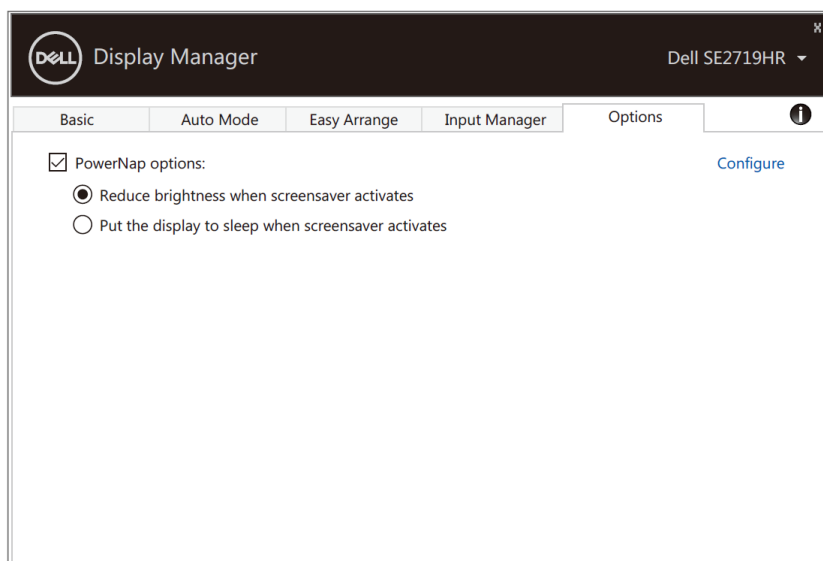 DELL Display Manager
Dell SE2719HR
Basic Auto Mode Easy Arrange Input Manager Options
PowerNap options: Configure
Reduce brightness when screensaver activates
Put the display to sleep when screensaver activates